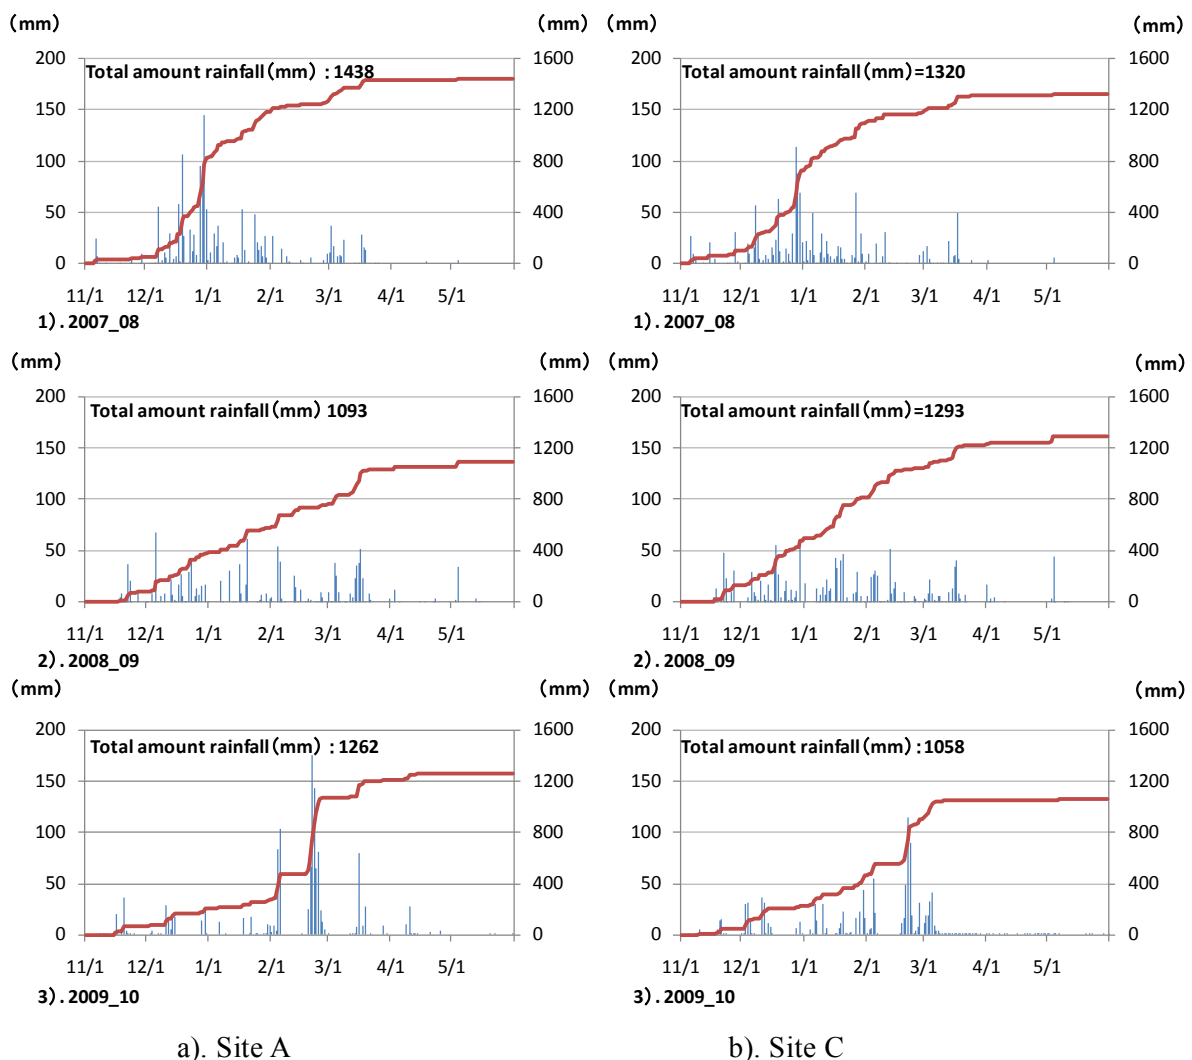 (mm) (mm) (mm) (mm)
200 1600 200 1600
Total amount rainfall(mm) : 1438 Total amount rainfall(mm)=1320
150 1200 150 1200
100 800 100 800
50 400 50 400
0 0 0 0
11/1 12/1 1/1 2/1 3/1 4/1 5/1 11/1 12/1 1/1 2/1 3/1 4/1 5/1
1). 2007_08 1). 2007_08
(mm) (mm) (mm) (mm)
200 1600 200 1600
Total amount rainfall(mm) 1093 Total amount rainfall(mm)=1293
150 1200 150 1200
100 800 100 800
50 400 50 400
0 0 0 0
11/1 12/1 1/1 2/1 3/1 4/1 5/1 11/1 12/1 1/1 2/1 3/1 4/1 5/1
2). 2008_09 2). 2008_09
(mm) (mm) (mm) (mm)
200 1600 200 1600
Total amount rainfall(mm) : 1262 Total amount rainfall(mm) : 1058
150 1200 150 1200
100 800 100 800
50 400 50 400
0 0 0 0
11/1 12/1 1/1 2/1 3/1 4/1 5/1 11/1 12/1 1/1 2/1 3/1 4/1 5/1
3). 2009_10 3). 2009_10
a). Site A b). Site C